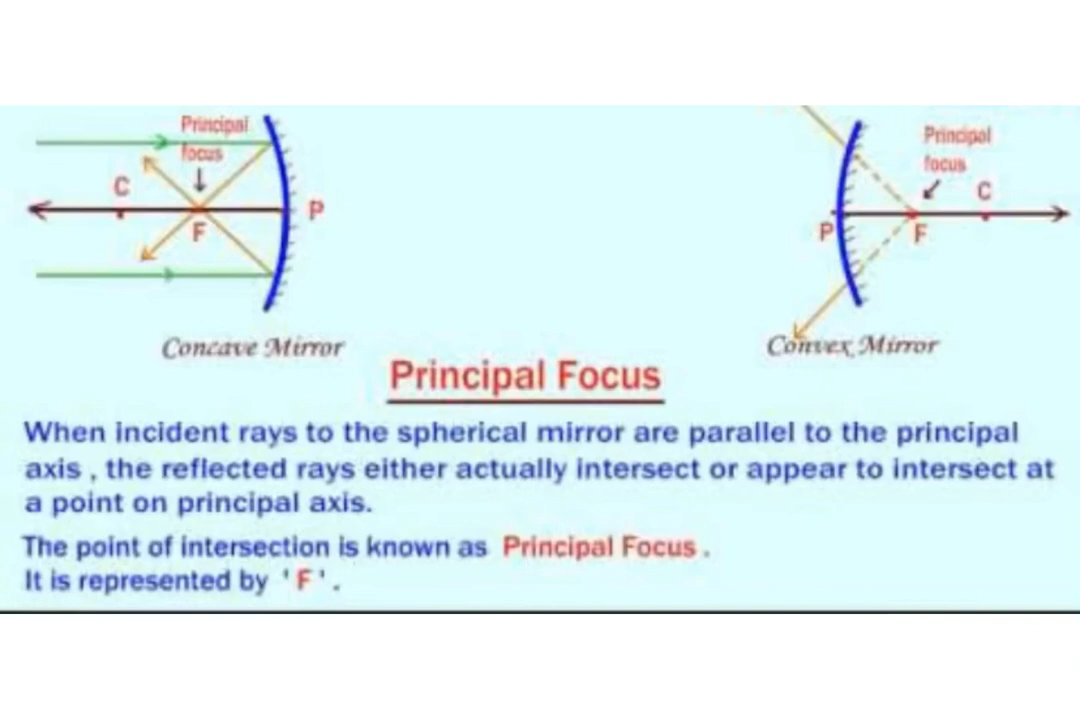 Principal
focus
C
F
P
Principal
focus
C
P
F
Concave Mirror
Convex Mirror
Principal Focus
When incident rays to the spherical mirror are parallel to the principal
axis , the reflected rays either actually intersect or appear to intersect at
a point on principal axis.
The point of intersection is known as Principal Focus .
It is represented by 'F' .